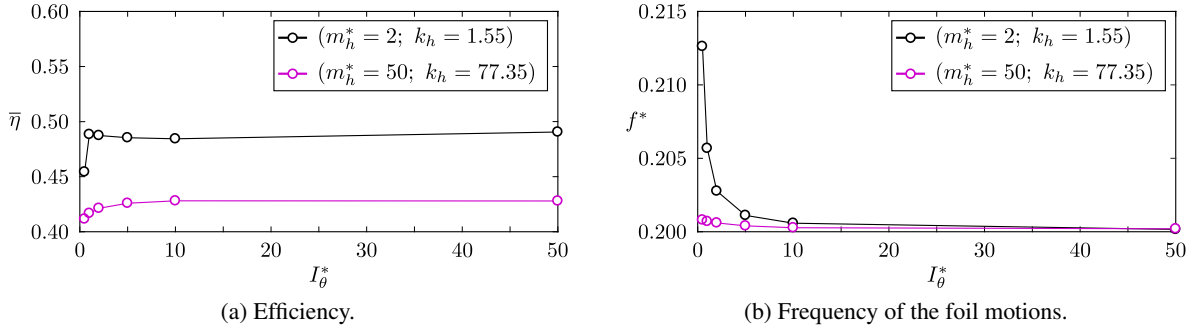 0.60
0.55
0.50
0.45
0.40
η̅
0
10
20
30
40
50
I*θ
(m*h = 2; kh = 1.55)
(m*h = 50; kh = 77.35)
(a) Efficiency.
0.215
0.210
0.205
0.200
f*
0
10
20
30
40
50
I*θ
(m*h = 2; kh = 1.55)
(m*h = 50; kh = 77.35)
(b) Frequency of the foil motions.